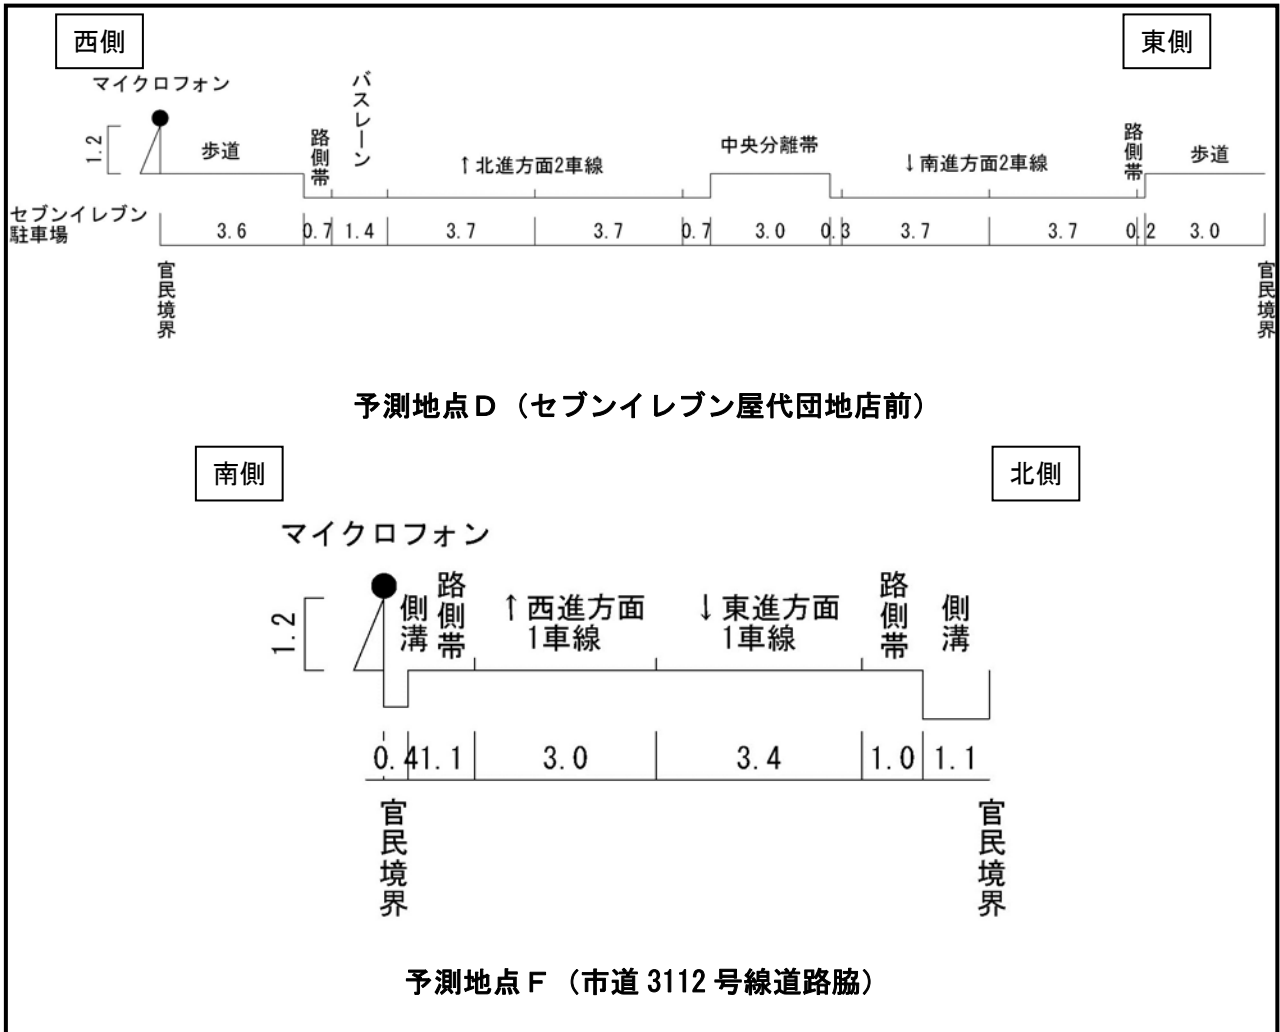 西側
東側
マイクロフォン
バスレーン
1.2
歩道
路側帯
↑北進方面2車線
中央分離帯
↓南進方面2車線
路側帯
歩道
セブンイレブン
駐車場
3.6
0.7
1.4
3.7
3.7
0.7
3.0
0.3
3.7
3.7
0.2
3.0
官民境界
官民境界
予測地点D（セブンイレブン屋代団地店前）
南側
北側
マイクロフォン
1.2
側溝
路側帯
↑西進方面
1車線
↓東進方面
1車線
路側帯
側溝
0.4
1.1
3.0
3.4
1.0
1.1
官民境界
官民境界
予測地点F（市道3112号線道路脇）